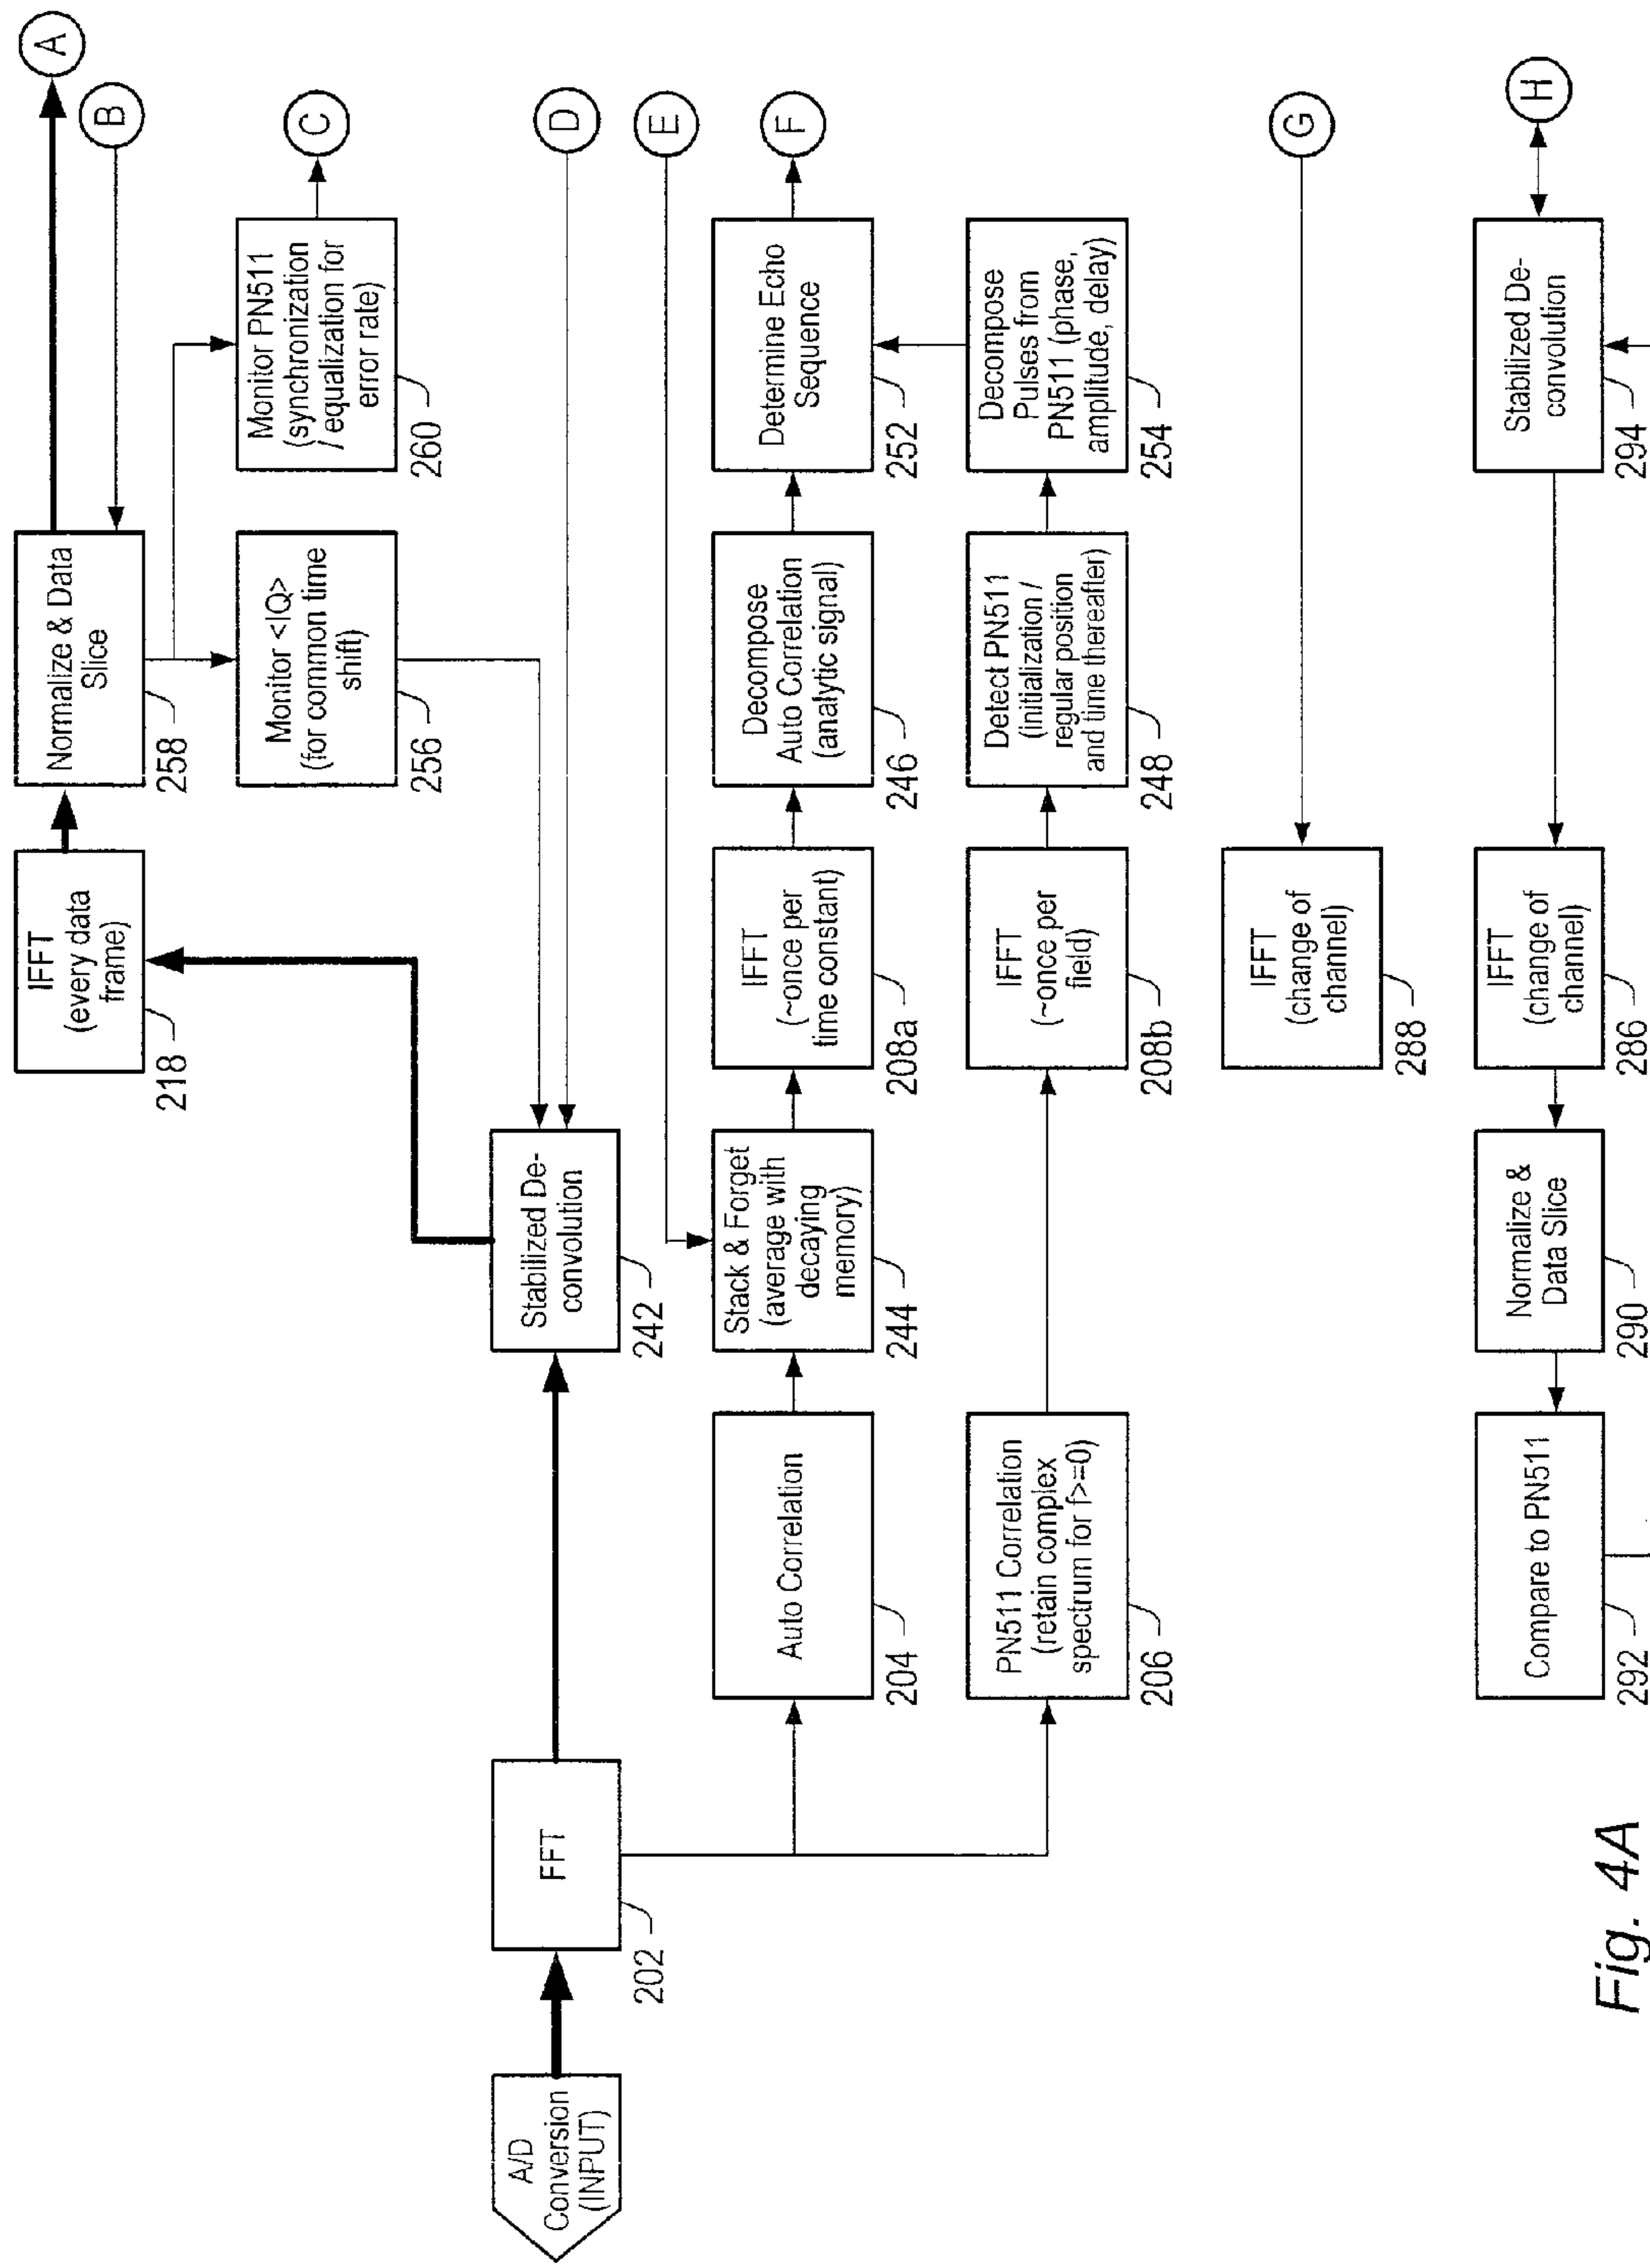 A/D
Conversion
(INPUT)
FFT
202
Stabilized De-
convolution
242
IFFT
(every data
frame)
218
Normalize & Data
Slice
258
A
B
Monitor <IQ>
(for common time
shift)
256
Monitor PN511
(synchronization
/ equalization for
error rate)
260
C
D
E
Auto Correlation
204
Stack & Forget
(average with
decaying
memory)
244
IFFT
(~once per
time constant)
208a
Decompose
Auto Correlation
(analytic signal)
246
Determine Echo
Sequence
252
F
PN511 Correlation
(retain complex
spectrum for f>=0)
206
IFFT
(~once per
field)
208b
Detect PN511
(initialization /
regular position
and time thereafter)
248
Decompose
Pulses from
PN511 (phase,
amplitude, delay)
254
IFFT
(change of
channel)
288
G
Compare to PN511
292
Normalize &
Data Slice
290
IFFT
(change of
channel)
286
Stabilized De-
convolution
294
H
Fig. 4A